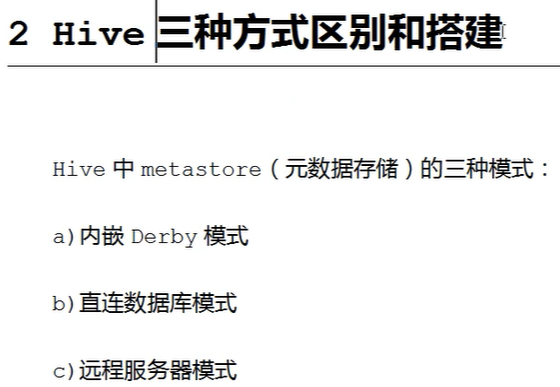 2 Hive 三种方式区别和搭建
Hive 中 metastore（元数据存储）的三种模式：
a)内嵌 Derby 模式
b)直连数据库模式
c)远程服务器模式